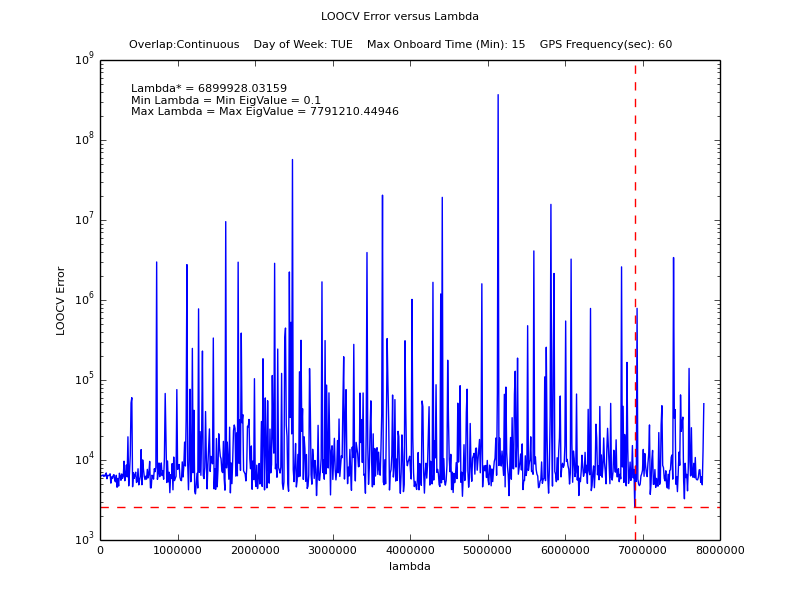 LOOCV Error versus Lambda
Overlap:Continuous    Day of Week: TUE    Max Onboard Time (Min): 15    GPS Frequency(sec): 60
Lambda* = 6899928.03159
Min Lambda = Min EigValue = 0.1
Max Lambda = Max EigValue = 7791210.44946
10^9
10^8
10^7
10^6
10^5
10^4
10^3
LOOCV Error
0 1000000 2000000 3000000 4000000 5000000 6000000 7000000 8000000
lambda